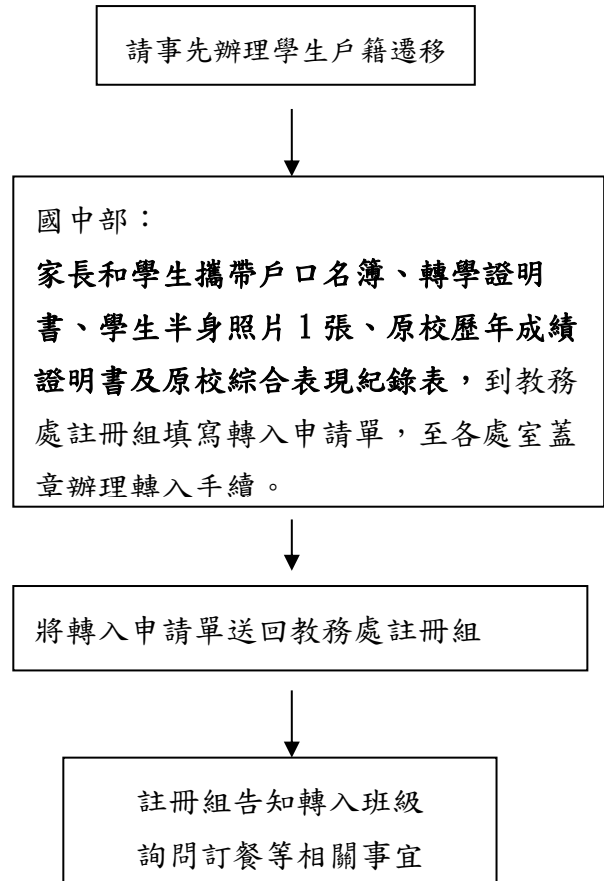 請事先辦理學生戶籍遷移
國中部：
家長和學生攜帶戶口名簿、轉學證明
書、學生半身照片1張、原校歷年成績
證明書及原校綜合表現紀錄表，到教務
處註冊組填寫轉入申請單，至各處室蓋
章辦理轉入手續。
將轉入申請單送回教務處註冊組
註冊組告知轉入班級
詢問訂餐等相關事宜